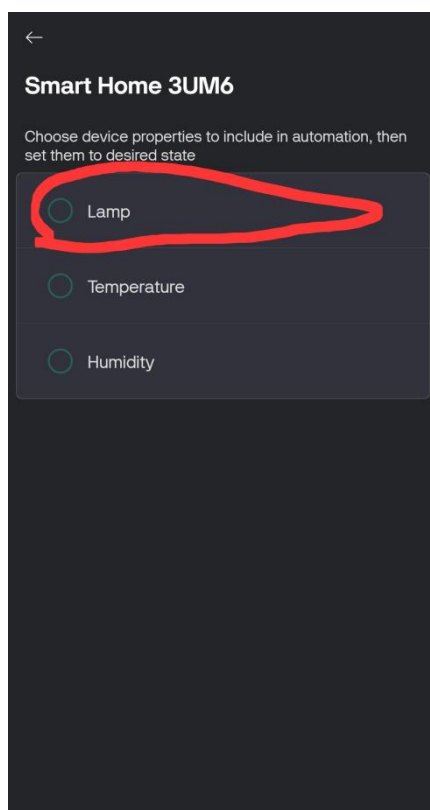 Smart Home 3UM6
Choose device properties to include in automation, then
set them to desired state
Lamp
Temperature
Humidity